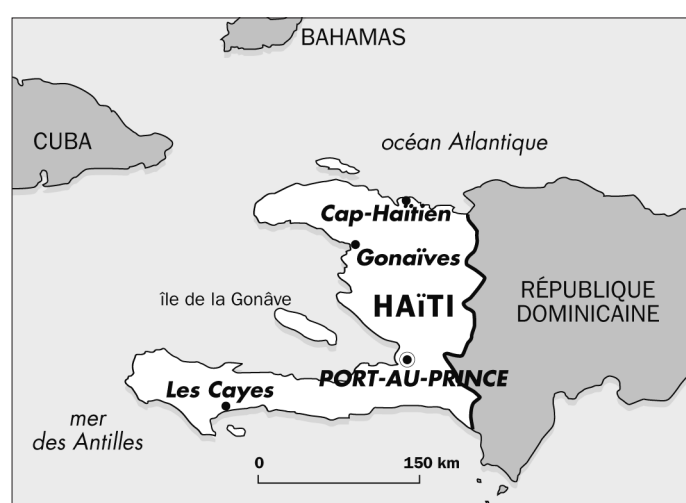 BAHAMAS
CUBA
océan Atlantique
Cap-Haïtien
Gonaïves
île de la Gonâve
HAïTI
RÉPUBLIQUE
DOMINICAINE
PORT-AU-PRINCE
Les Cayes
mer
des Antilles
0 150 km